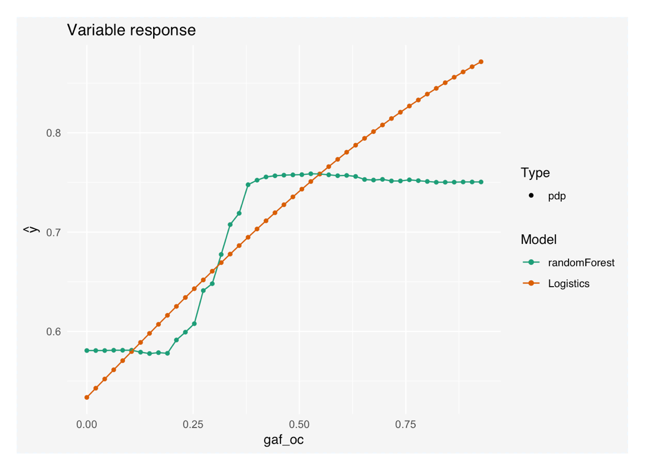 Variable response
0.8
0.7
0.6
ŷ
0.00 0.25 0.50 0.75
gaf_oc
Type
pdp
Model
randomForest
Logistics